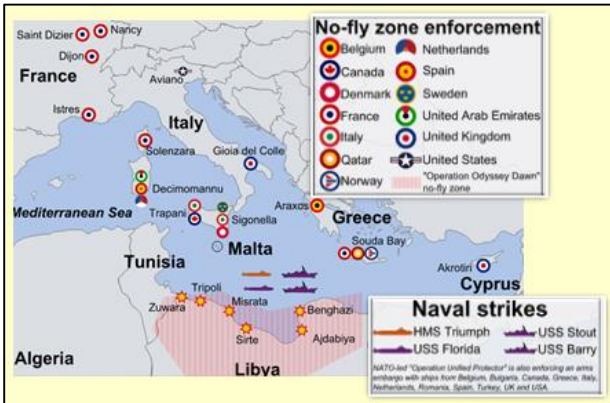 Saint Dizier
Nancy
Dijon
France
Istres
Aviano
Italy
Solenzara
Gioia del Colle
Decimomannu
Mediterranean Sea
Trapani
Sigonella
Araxos
Greece
Souda Bay
Malta
Tunisia
Akrotiri
Cyprus
Zuwara
Tripoli
Misrata
Benghazi
Sirte
Ajdabiya
Algeria
Libya
No-fly zone enforcement
Belgium
Netherlands
Canada
Spain
Denmark
Sweden
France
United Arab Emirates
Italy
United Kingdom
Qatar
United States
Norway
"Operation Odyssey Dawn"
no-fly zone
Naval strikes
HMS Triumph
USS Stout
USS Florida
USS Barry
NATO-led "Operation Unified Protector" is also enforcing an arms
embargo with ships from Belgium, Bulgaria, Canada, Greece, Italy,
Netherlands, Romania, Spain, Turkey, UK and USA.